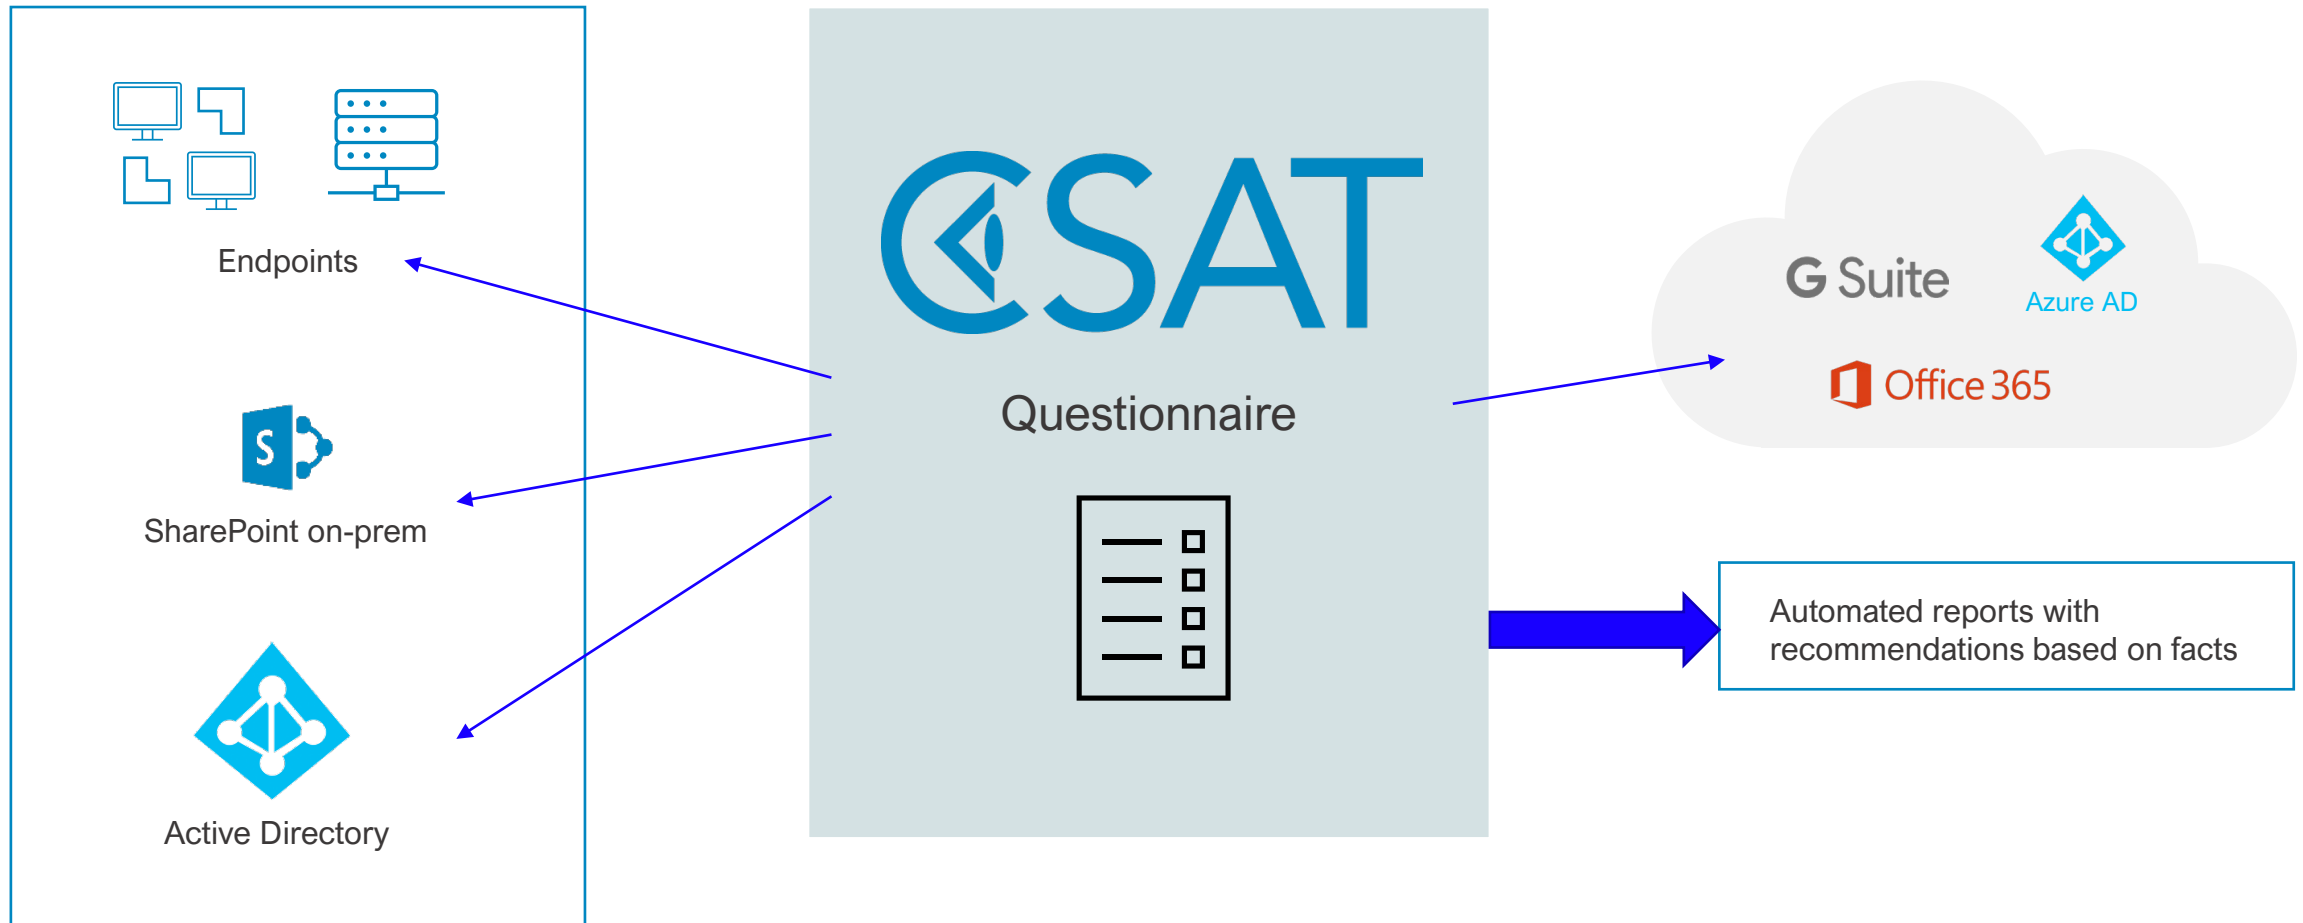 Endpoints
SharePoint on-prem
Active Directory
CSAT
Questionnaire
G Suite
Azure AD
Office 365
Automated reports with
recommendations based on facts